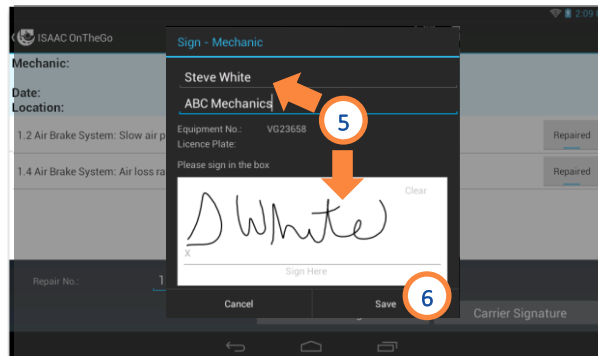 2:09
ISAAC OnTheGo
Sign - Mechanic
Mechanic:
Steve White
Date:
ABC Mechanics
Location:
5
Equipment No.: VG23658
1.2 Air Brake System: Slow air p
Repaired
Licence Plate:
Please sign in the box
1.4 Air Brake System: Air loss ra
Repaired
Clear
S White
X
Sign Here
Repair No.: 1
Cancel
Save
6
Carrier Signature